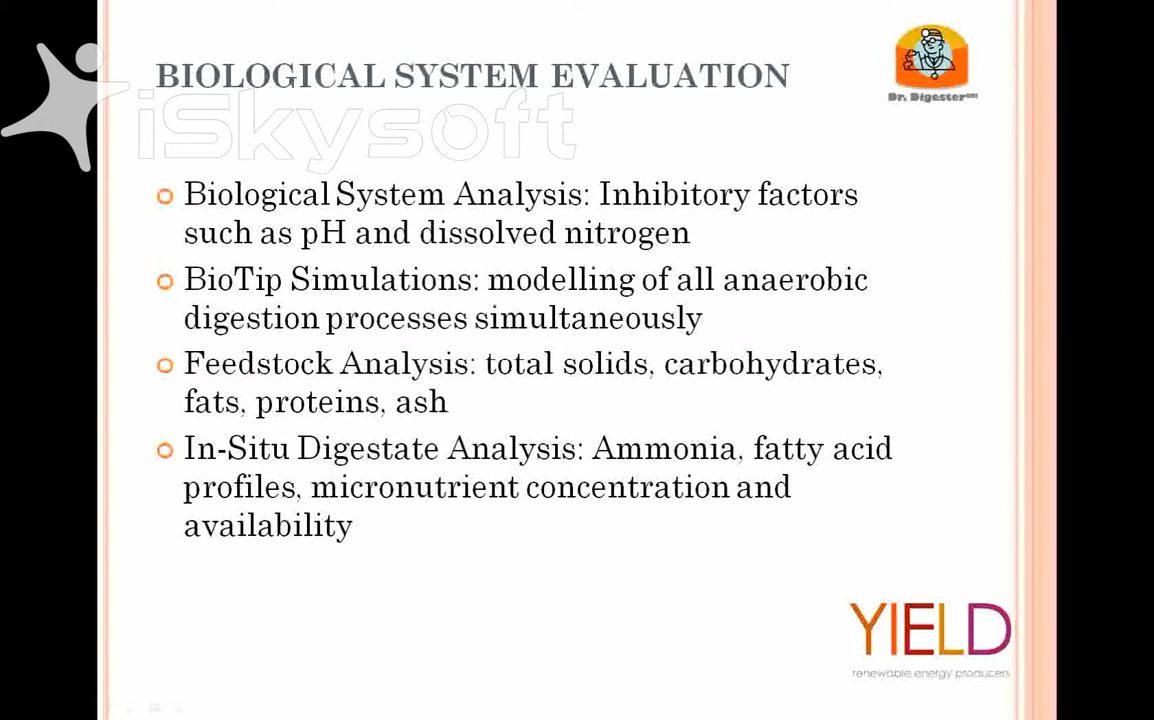 BIOLOGICAL SYSTEM EVALUATION
Dr. Digester
iSkysoft
Biological System Analysis: Inhibitory factors
such as pH and dissolved nitrogen
BioTip Simulations: modelling of all anaerobic
digestion processes simultaneously
Feedstock Analysis: total solids, carbohydrates,
fats, proteins, ash
In-Situ Digestate Analysis: Ammonia, fatty acid
profiles, micronutrient concentration and
availability
YIELD
renewable energy producers